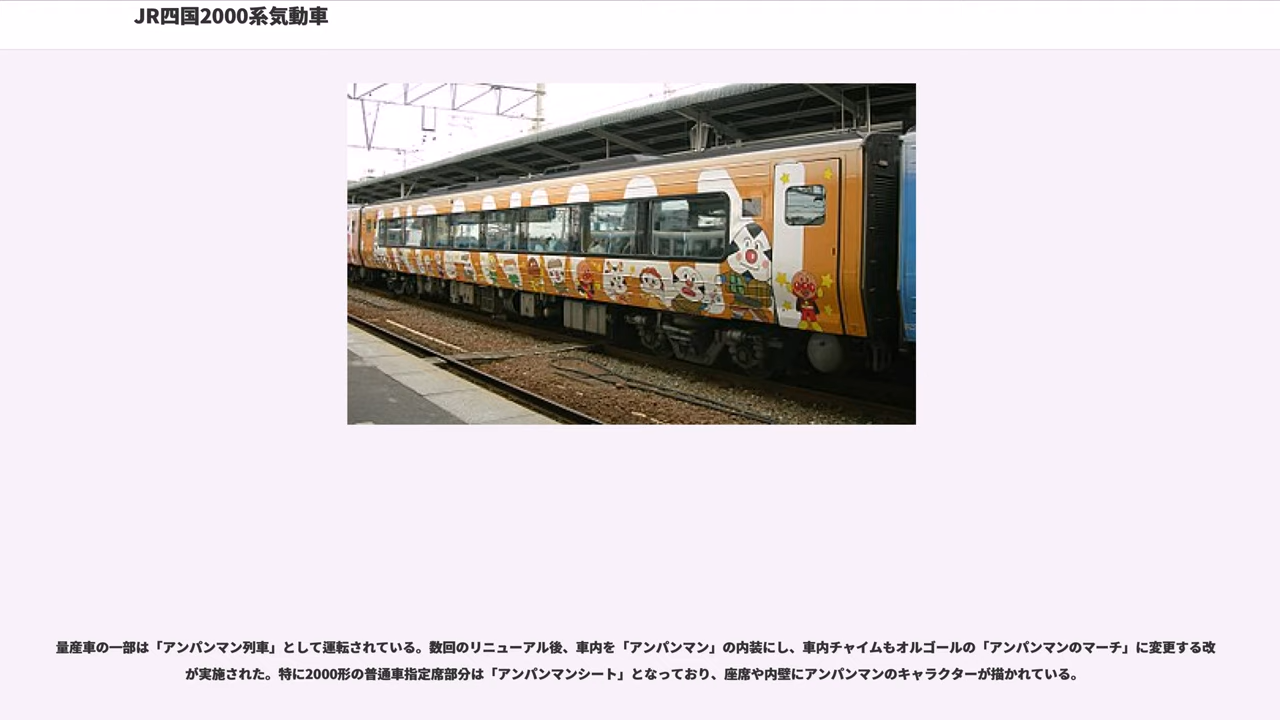 JR四国2000系気動車
量産車の一部は「アンパンマン列車」として運転されている。数回のリニューアル後、車内を「アンパンマン」の内装にし、車内チャイムもオルゴールの「アンパンマンのマーチ」に変更する改
が実施された。特に2000形の普通車指定席部分は「アンパンマンシート」となっており、座席や内壁にアンパンマンのキャラクターが描かれている。